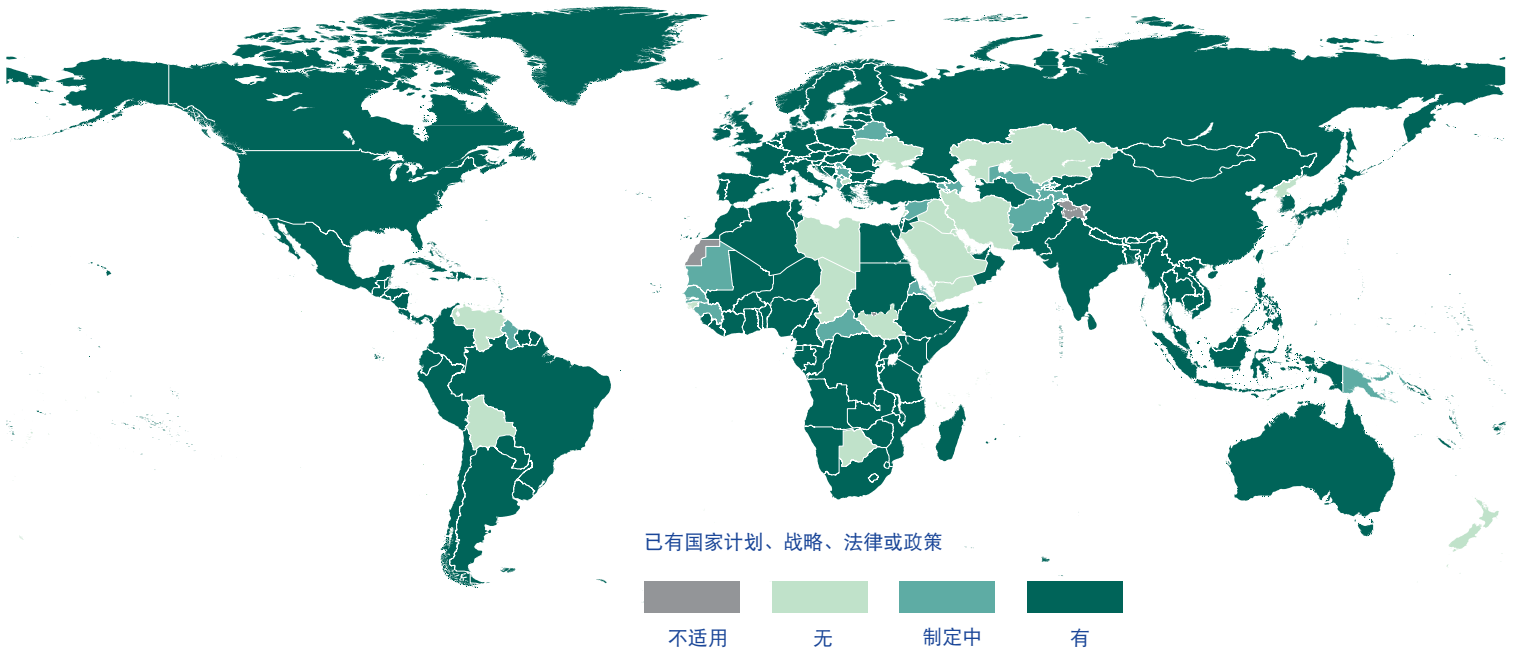 已有国家计划、战略、法律或政策
不适用
无
制定中
有